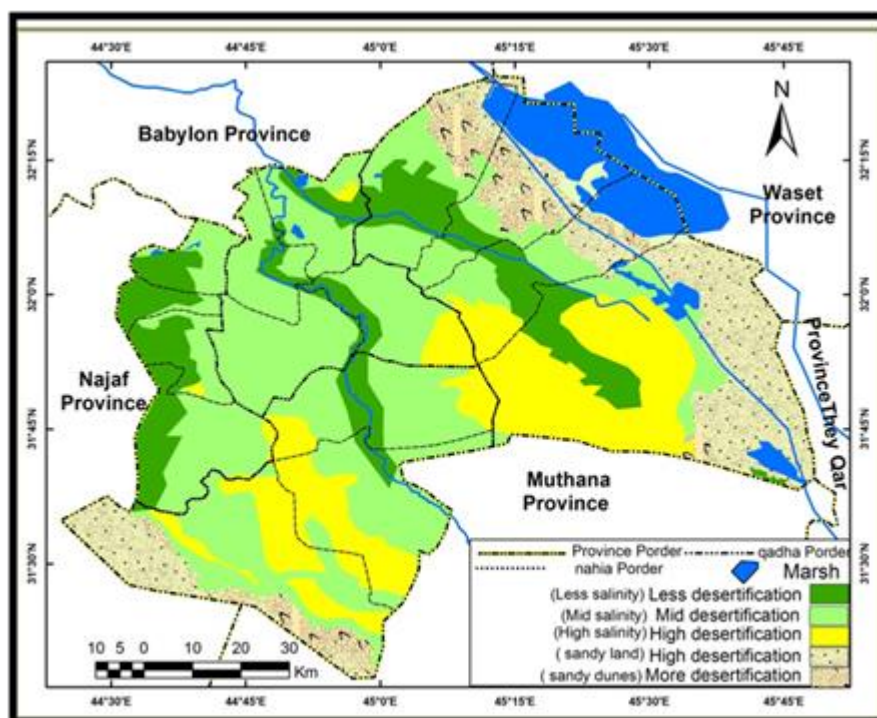 44°30'E 44°45'E 45°0'E 45°15'E 45°30'E 45°45'E
N
Babylon Province
32°15'N 32°15'N
Waset
Province
32°0'N 32°0'N
Najaf
Province
ProvinceThey Qar
31°45'N 31°45'N
Muthana
Province
31°30'N 31°30'N
Province Porder qadha Porder
nahia Porder Marsh
(Less salinity) Less desertification
(Mid salinity) Mid desertification
(High salinity) High desertification
( sandy land) High desertification
( sandy dunes) More desertification
10 5 0 10 20 30
Km
44°30'E 44°45'E 45°0'E 45°15'E 45°30'E 45°45'E